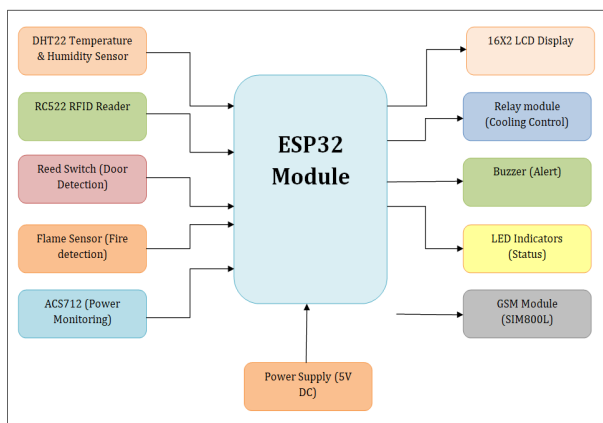 DHT22 Temperature
& Humidity Sensor
RC522 RFID Reader
Reed Switch (Door
Detection)
Flame Sensor (Fire
detection)
ACS712 (Power
Monitoring)
ESP32
Module
Power Supply (5V
DC)
16X2 LCD Display
Relay module
(Cooling Control)
Buzzer (Alert)
LED Indicators
(Status)
GSM Module
(SIM800L)